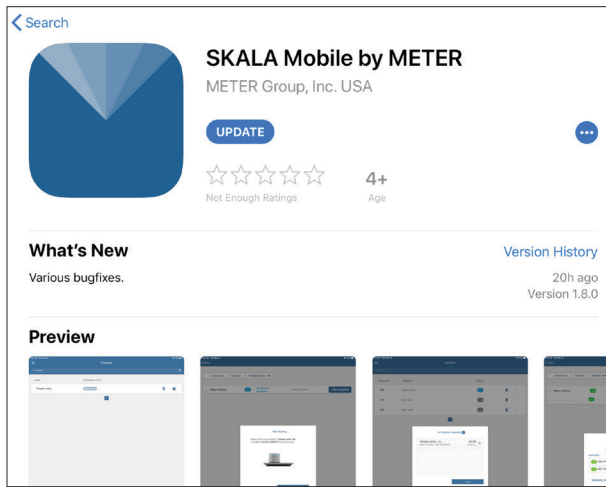 Search
SKALA Mobile by METER
METER Group, Inc. USA
UPDATE
4+
Not Enough Ratings
Age
What's New
Version History
Various bugfixes.
20h ago
Version 1.8.0
Preview